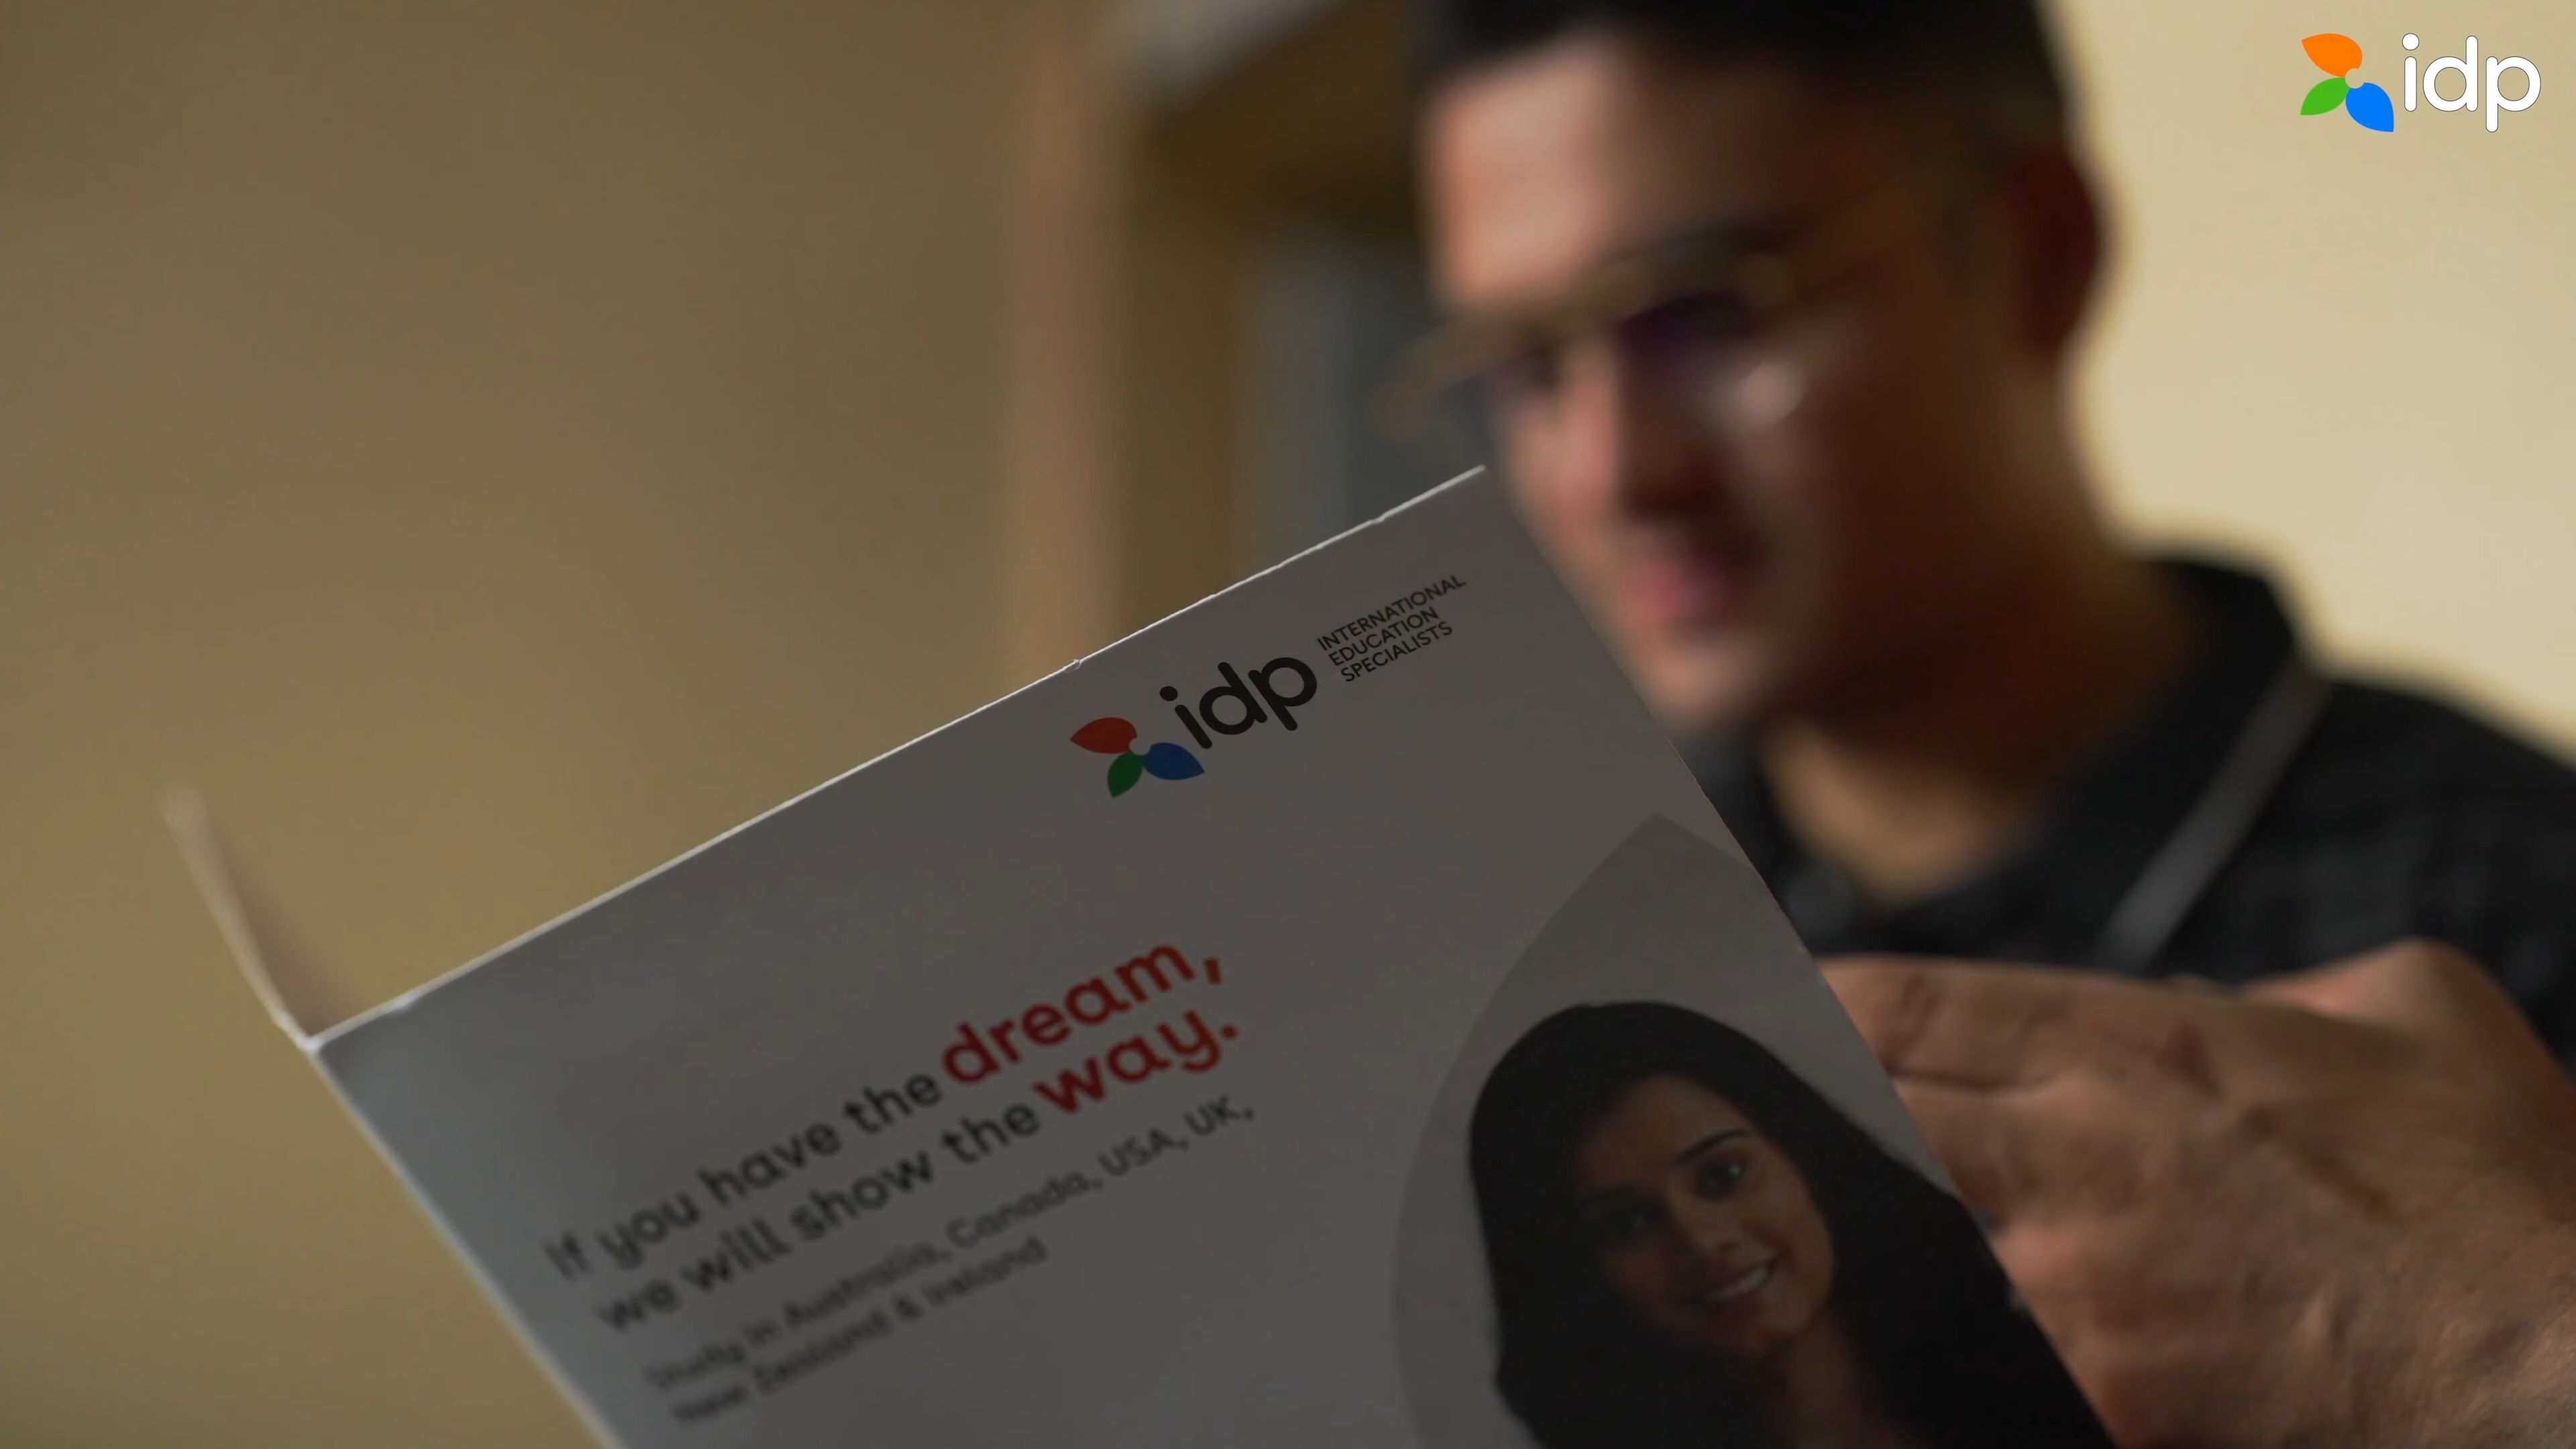 idp
idp
INTERNATIONAL
EDUCATION
SPECIALISTS
If you have the dream,
we will show the way.
Study in Australia, Canada, USA, UK,
New Zealand & Ireland